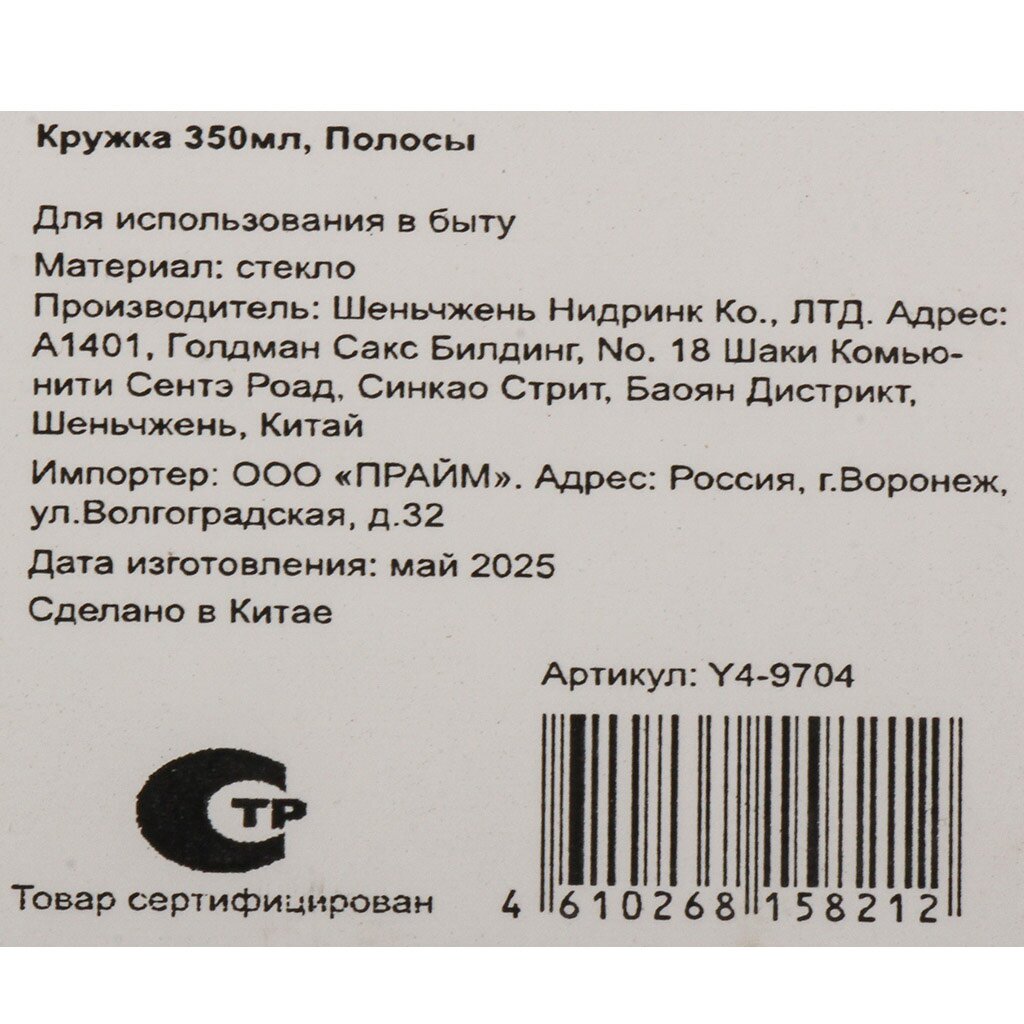 Кружка 350мл, Полосы
Для использования в быту
Материал: стекло
Производитель: Шеньчжень Нидринк Ко., ЛТД. Адрес:
А1401, Голдман Сакс Билдинг, No. 18 Шаки Комью-
нити Сентэ Роад, Синкао Стрит, Баоян Дистрикт,
Шеньчжень, Китай
Импортер: ООО «ПРАЙМ». Адрес: Россия, г.Воронеж,
ул.Волгоградская, д.32
Дата изготовления: май 2025
Сделано в Китае
Артикул: Y4-9704
СТР
Товар сертифицирован
4 610268 158212